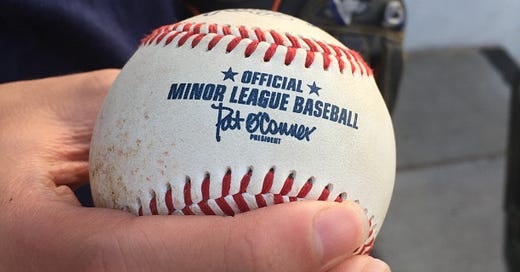 ★ OFFICIAL ★
MINOR LEAGUE BASEBALL
Pat O'Conner
PRESIDENT